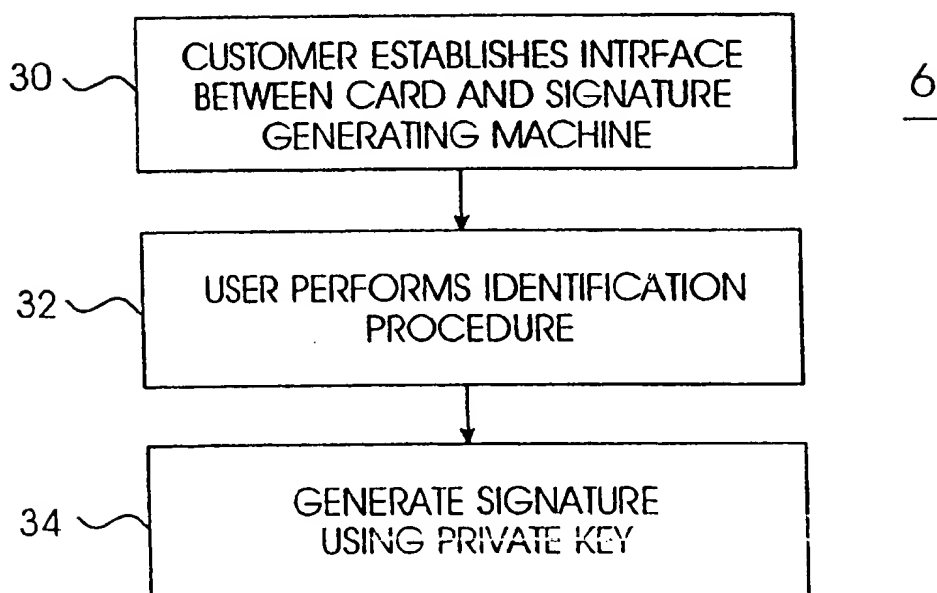 30
CUSTOMER ESTABLISHES INTRFACE
BETWEEN CARD AND SIGNATURE
GENERATING MACHINE
6
32
USER PERFORMS IDENTIFICATION
PROCEDURE
34
GENERATE SIGNATURE
USING PRIVATE KEY